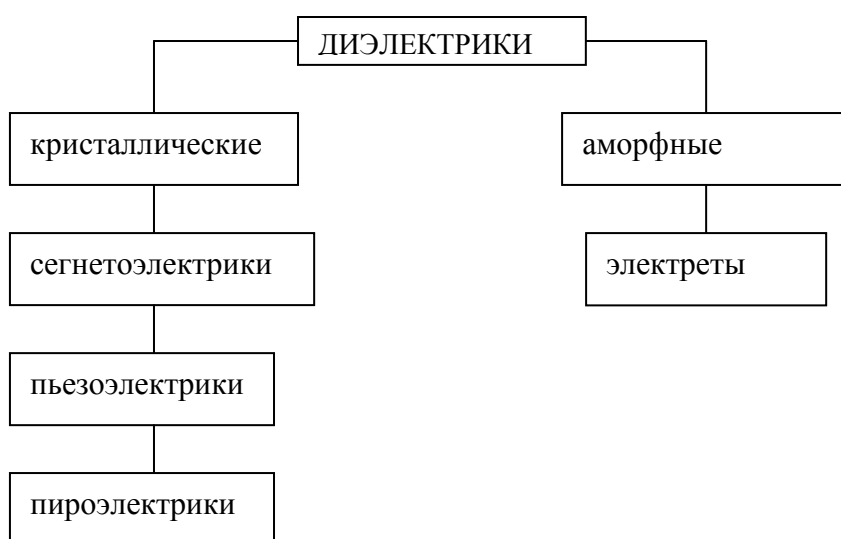 ДИЭЛЕКТРИКИ
кристаллические
аморфные
сегнетоэлектрики
электреты
пьезоэлектрики
пироэлектрики